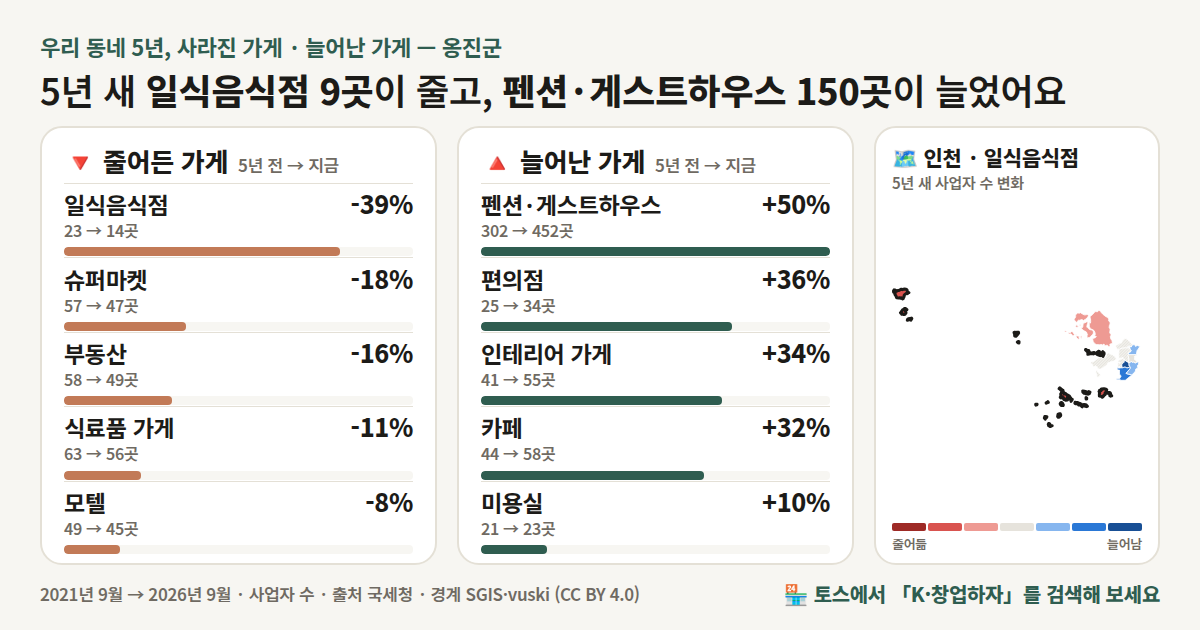 우리 동네 5년, 사라진 가게 · 늘어난 가게 — 옹진군
5년 새 일식음식점 9곳이 줄고, 펜션·게스트하우스 150곳이 늘었어요
줄어든 가게 5년 전 → 지금
일식음식점 -39%
23 → 14곳
슈퍼마켓 -18%
57 → 47곳
부동산 -16%
58 → 49곳
식료품 가게 -11%
63 → 56곳
모텔 -8%
49 → 45곳
늘어난 가게 5년 전 → 지금
펜션·게스트하우스 +50%
302 → 452곳
편의점 +36%
25 → 34곳
인테리어 가게 +34%
41 → 55곳
카페 +32%
44 → 58곳
미용실 +10%
21 → 23곳
인천 · 일식음식점
5년 새 사업자 수 변화
줄어듦 늘어남
2021년 9월 → 2026년 9월 · 사업자 수 · 출처 국세청 · 경계 SGIS·vuski (CC BY 4.0)
토스에서 「K·창업하자」를 검색해 보세요